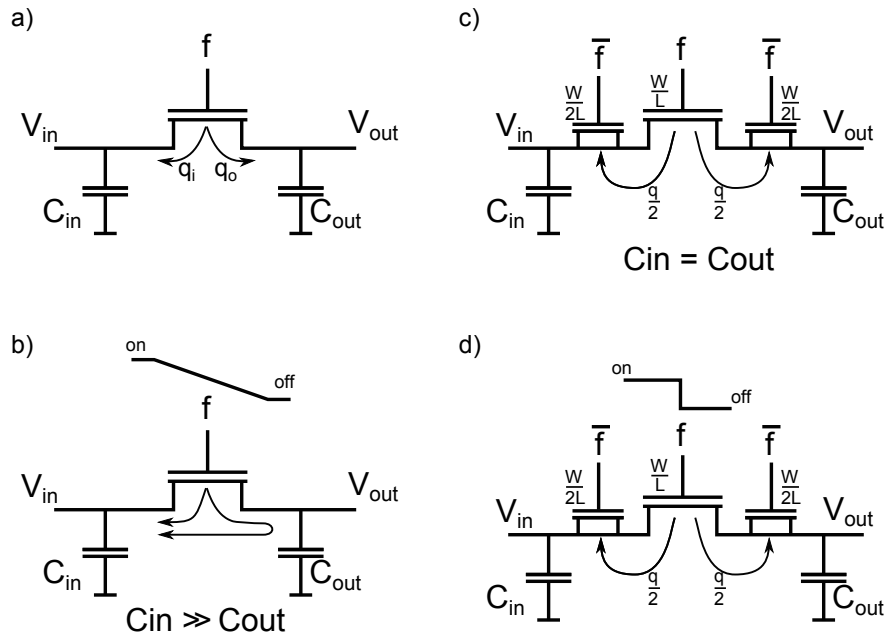 a)
f
V_in
V_out
q_i q_o
C_in
C_out
c)
f̅ f f̅
W/2L
W/L
W/2L
V_in
V_out
q/2 q/2
C_in
C_out
Cin = Cout
b)
on
off
f
V_in
V_out
C_in
C_out
Cin ≫ Cout
d)
on
off
f̅ f f̅
W/2L
W/L
W/2L
V_in
V_out
q/2 q/2
C_in
C_out